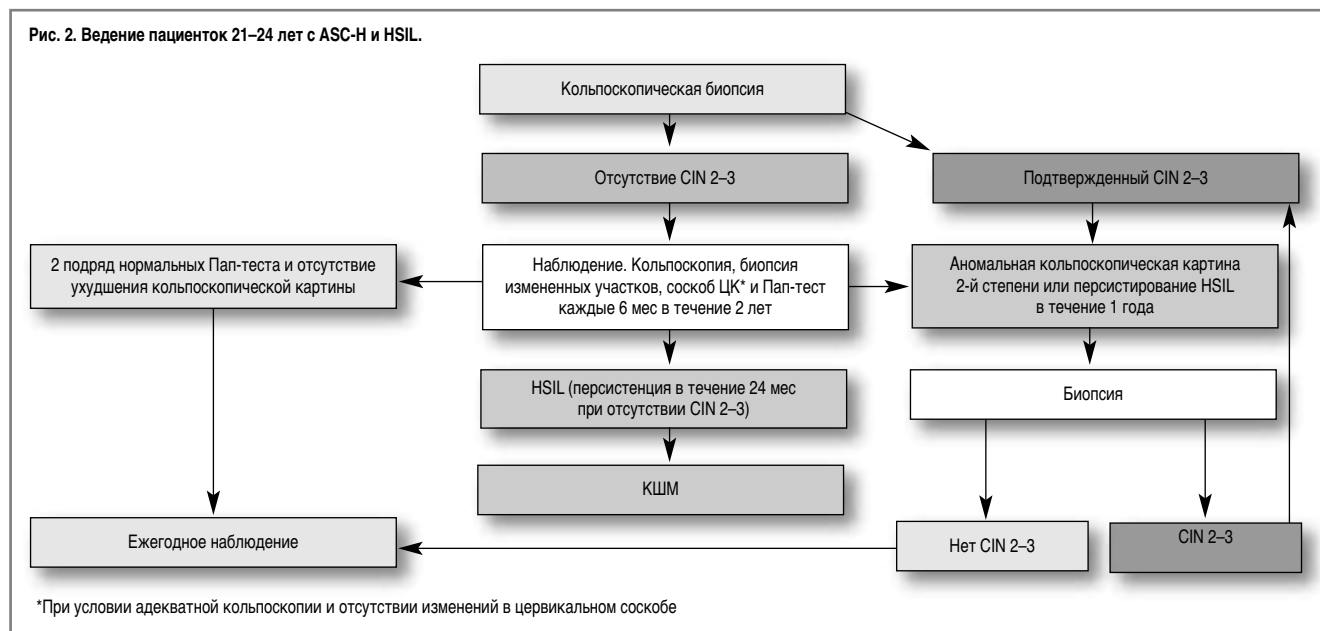 Рис. 2. Ведение пациенток 21–24 лет с ASC-H и HSIL.
Кольпоскопическая биопсия
Отсутствие CIN 2–3
Подтвержденный CIN 2–3
2 подряд нормальных Пап-теста и отсутствие
ухудшения кольпоскопической картины
Наблюдение. Кольпоскопия, биопсия
измененных участков, соскоб ЦК* и Пап-тест
каждые 6 мес в течение 2 лет
Аномальная кольпоскопическая картина
2-й степени или персистирование HSIL
в течение 1 года
HSIL (персистенция в течение 24 мес
при отсутствии CIN 2–3)
Биопсия
КШМ
Ежегодное наблюдение
Нет CIN 2–3
CIN 2–3
*При условии адекватной кольпоскопии и отсутствии изменений в цервикальном соскобе